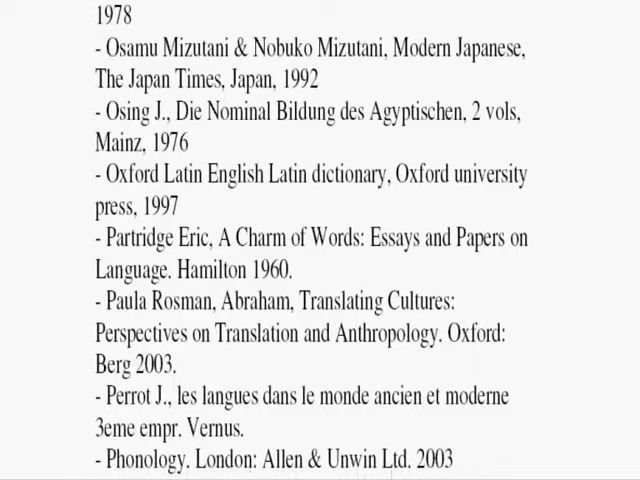 1978
- Osamu Mizutani & Nobuko Mizutani, Modern Japanese,
The Japan Times, Japan, 1992
- Osing J., Die Nominal Bildung des Agyptischen, 2 vols,
Mainz, 1976
- Oxford Latin English Latin dictionary, Oxford university
press, 1997
- Partridge Eric, A Charm of Words: Essays and Papers on
Language. Hamilton 1960.
- Paula Rosman, Abraham, Translating Cultures:
Perspectives on Translation and Anthropology. Oxford:
Berg 2003.
- Perrot J., les langues dans le monde ancien et moderne
3eme empr. Vernus.
- Phonology. London: Allen & Unwin Ltd. 2003